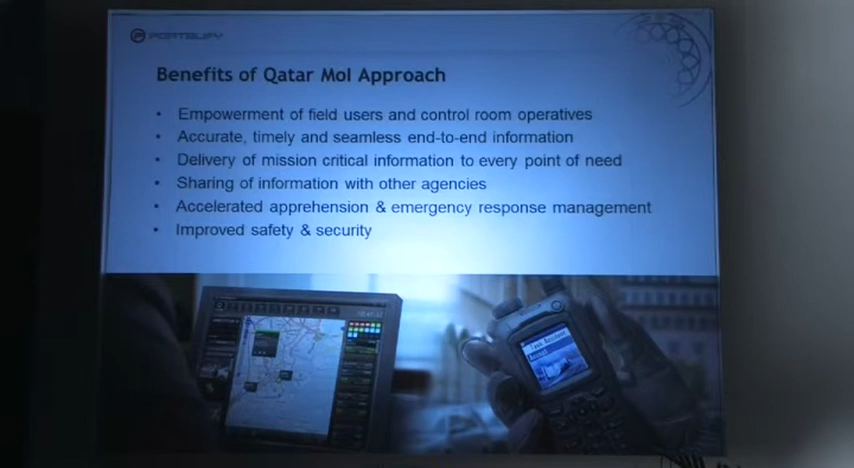 PORTALIFY
Benefits of Qatar MoI Approach
• Empowerment of field users and control room operatives
• Accurate, timely and seamless end-to-end information
• Delivery of mission critical information to every point of need
• Sharing of information with other agencies
• Accelerated apprehension & emergency response management
• Improved safety & security